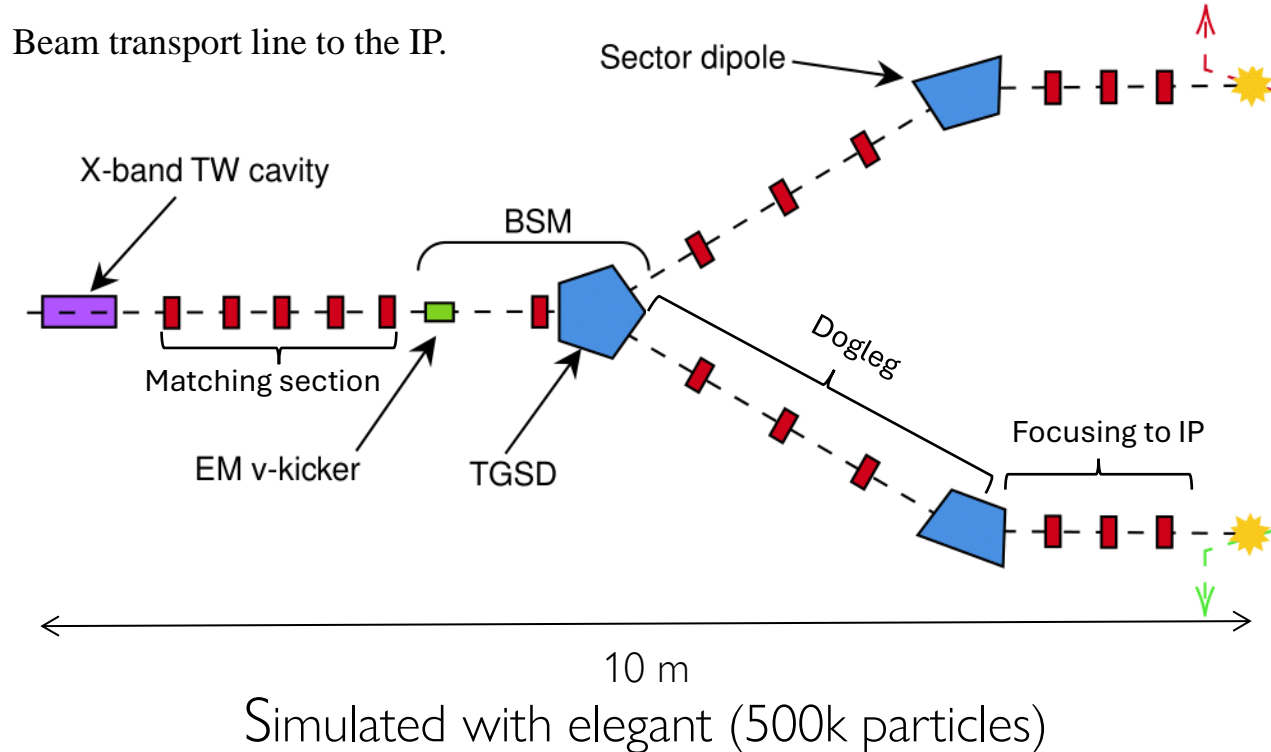 Beam transport line to the IP.
Sector dipole
X-band TW cavity
BSM
Dogleg
Matching section
Focusing to IP
EM v-kicker
TGSD
10 m
Simulated with elegant (500k particles)